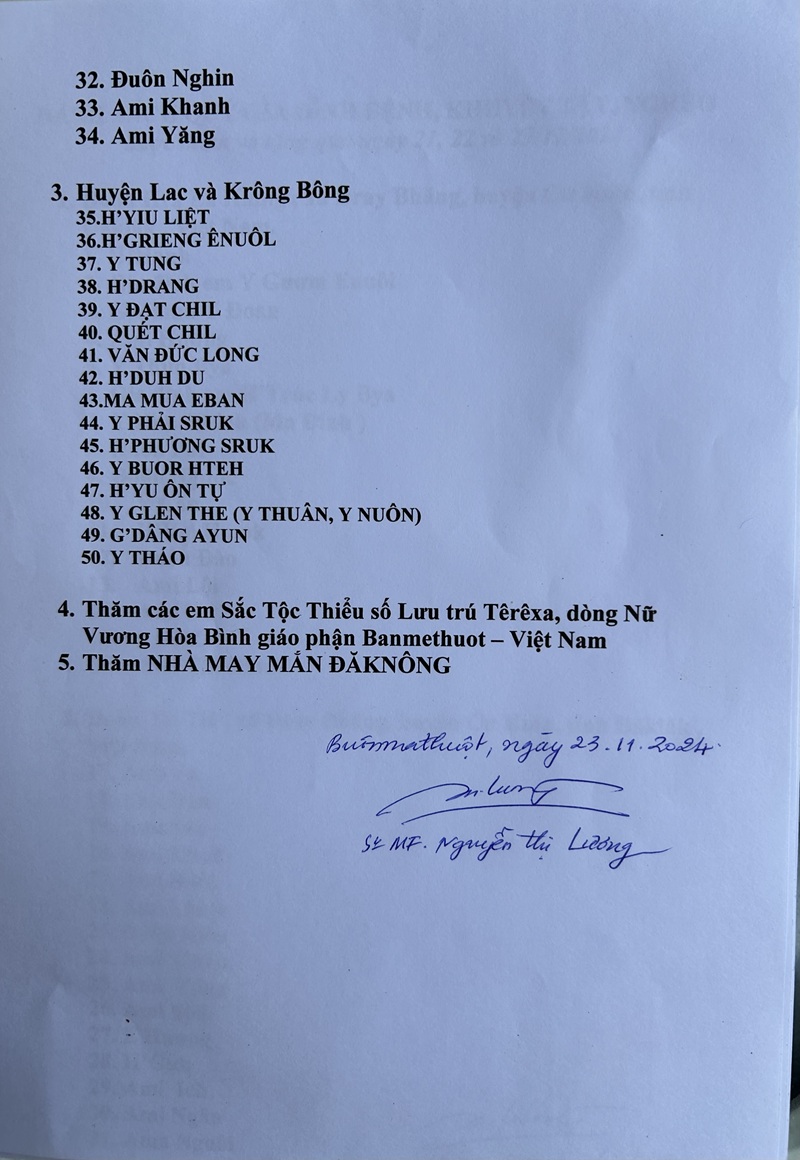 32. Đuôn Nghin
33. Ami Khanh
34. Ami Yăng
3. Huyện Lac và Krông Bông
35.H’YIU LIỆT
36.H’GRIENG ÊNUÔL
37. Y TUNG
38. H’DRANG
39. Y ĐẠT CHIL
40. QUÉT CHIL
41. VĂN ĐỨC LONG
42. H’DUH DU
43.MA MUA EBAN
44. Y PHẢI SRUK
45. H’PHƯƠNG SRUK
46. Y BUOR HTEH
47. H’YU ÔN TỰ
48. Y GLEN THE (Y THUÂN, Y NUÔN)
49. G’DÂNG AYUN
50. Y THÁO
4. Thăm các em Sắc Tộc Thiểu số Lưu trú Têrêxa, dòng Nữ
Vương Hòa Bình giáo phận Banmethuot – Việt Nam
5. Thăm NHÀ MAY MẮN ĐĂKNÔNG
Buônmathuột, ngày 23.11.2024.
Sr MF. Nguyễn Thị Lương